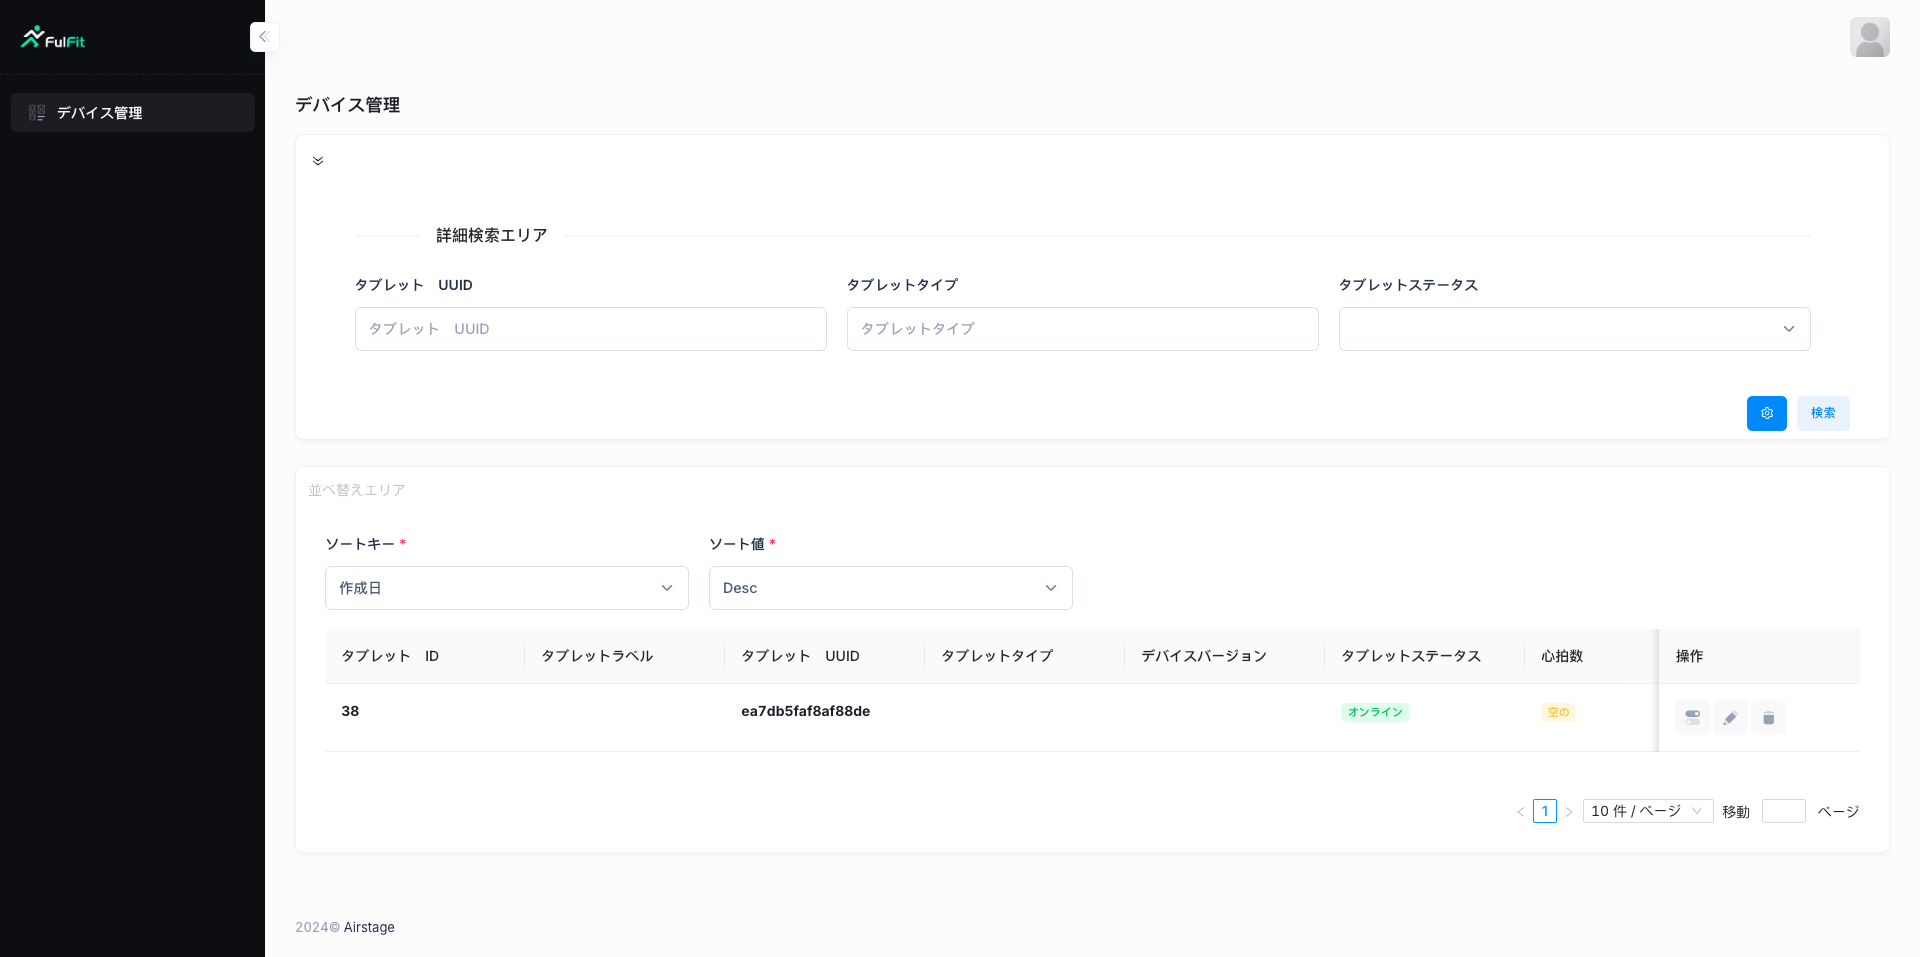 FulFit
デバイス管理
デバイス管理
詳細検索エリア
タブレット　UUID
タブレットタイプ
タブレットステータス
タブレット　UUID
タブレットタイプ
検索
並べ替えエリア
ソートキー *
ソート値 *
作成日
Desc
タブレット　ID
タブレットラベル
タブレット　UUID
タブレットタイプ
デバイスバージョン
タブレットステータス
心拍数
操作
38
ea7db5faf8af88de
オンライン
空の
1
10 件 / ページ
移動
ページ
2024© Airstage